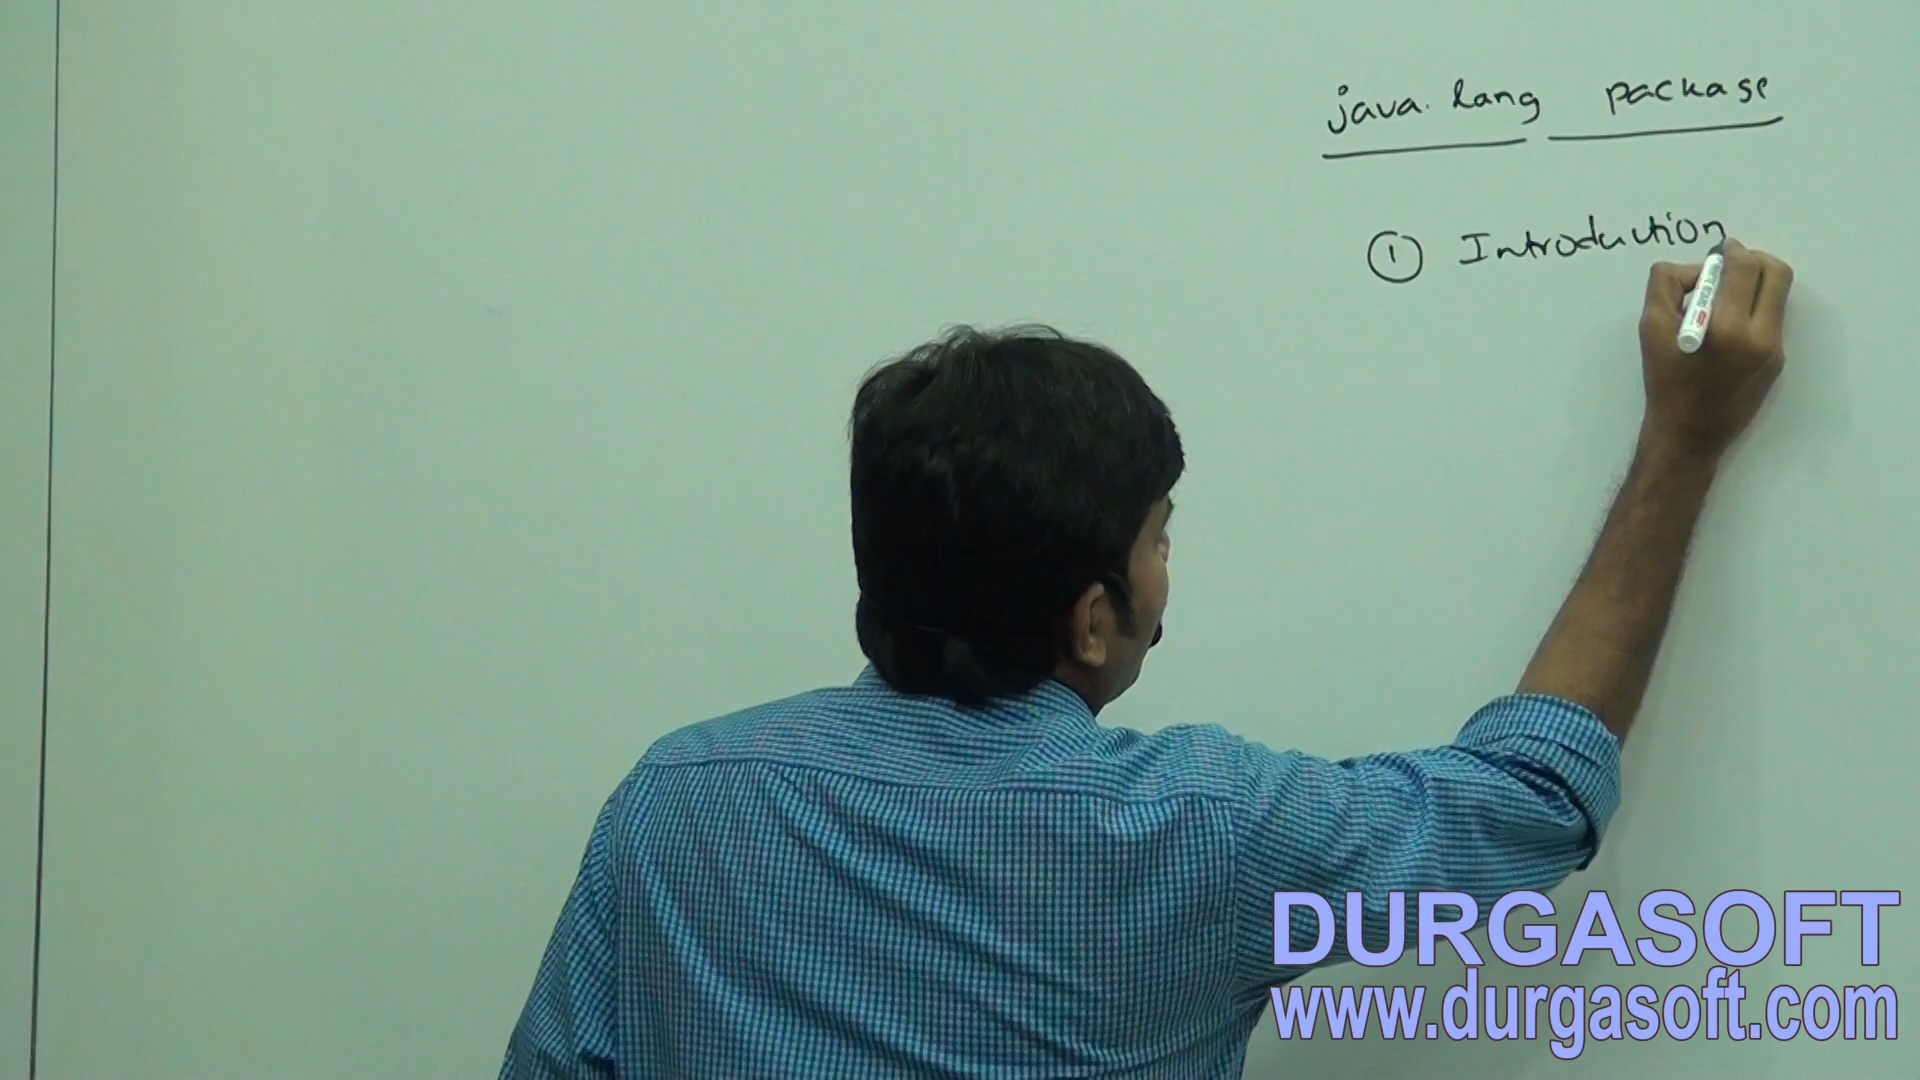 java.lang package
① Introduction
DURGASOFT
www.durgasoft.com